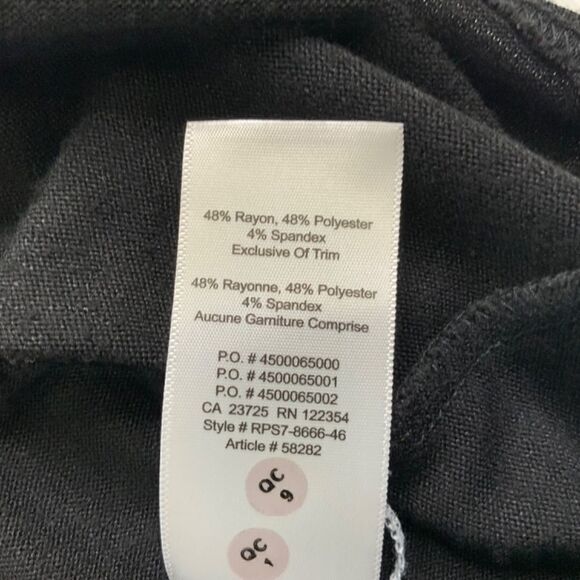 48% Rayon, 48% Polyester
4% Spandex
Exclusive Of Trim
48% Rayonne, 48% Polyester
4% Spandex
Aucune Garniture Comprise
P.O. # 4500065000
P.O. # 4500065001
P.O. # 4500065002
CA 23725 RN 122354
Style # RPS7-8666-46
Article # 58282
QC
9
QC
1